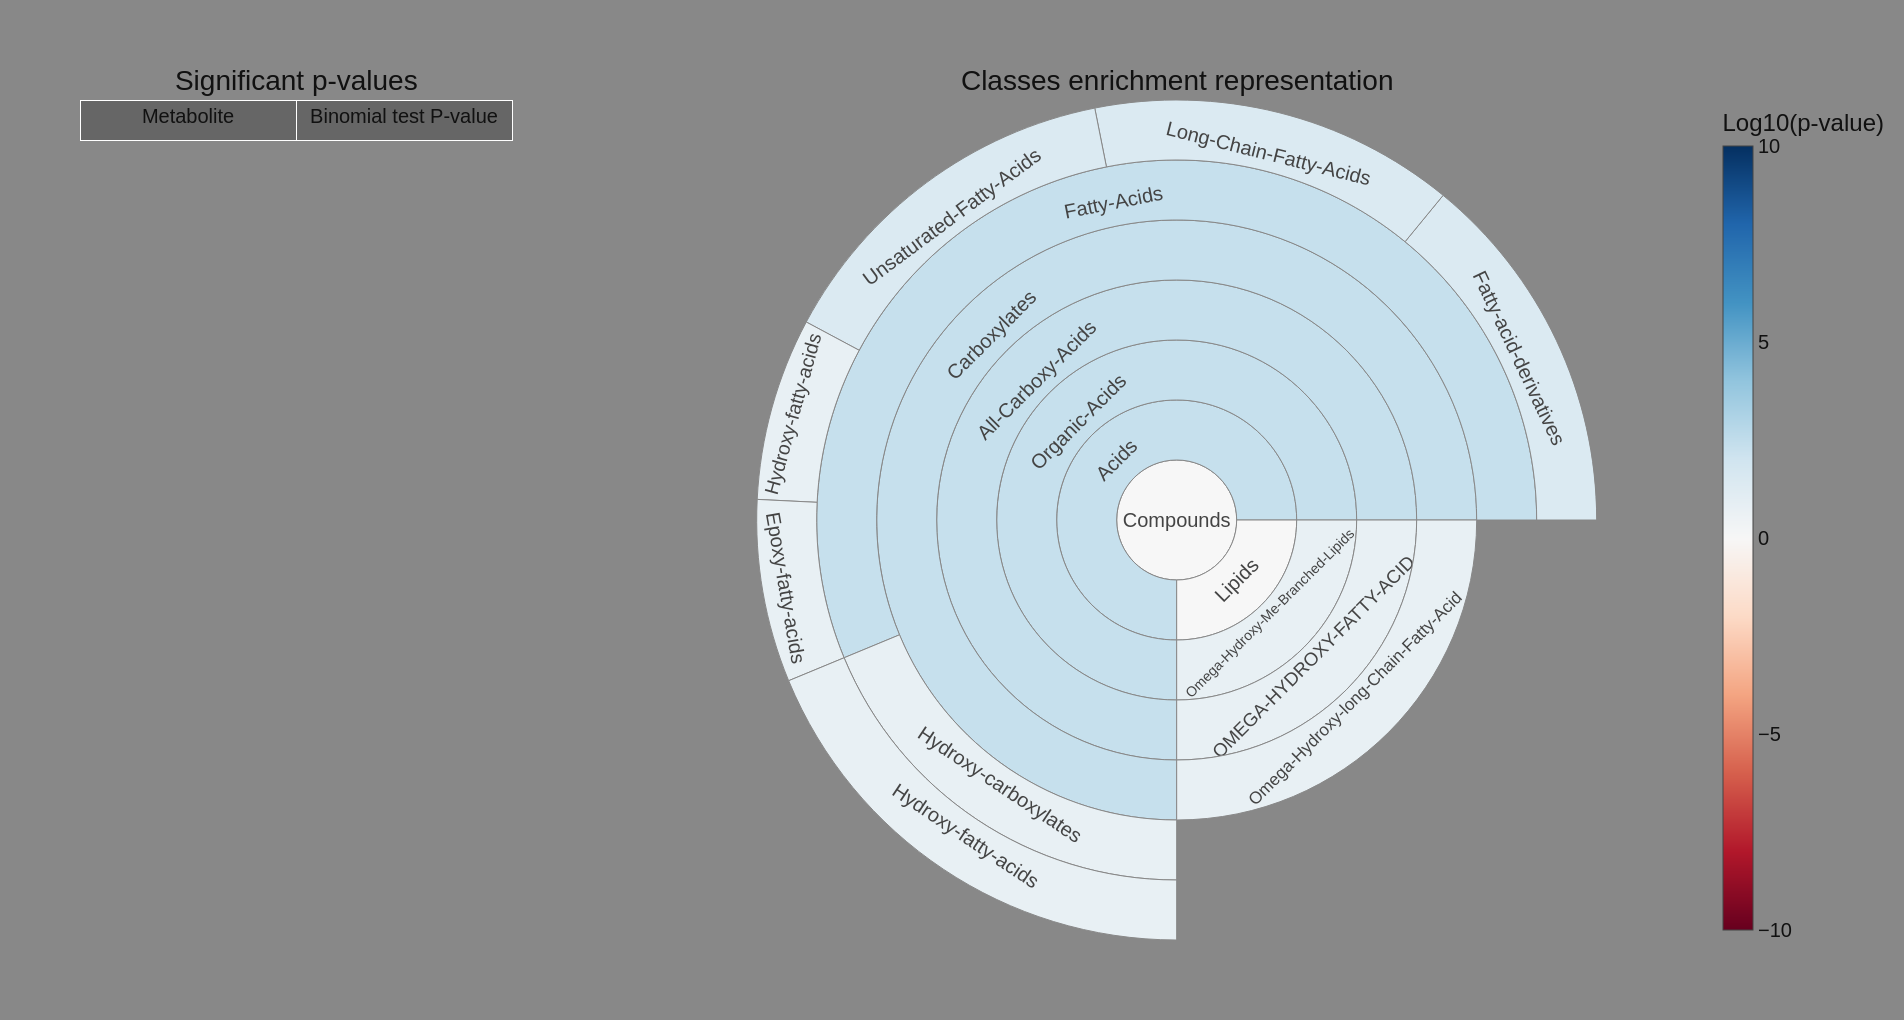 Significant p-values
Metabolite
Binomial test P-value
Classes enrichment representation
Compounds
Acids
Organic-Acids
All-Carboxy-Acids
Carboxylates
Fatty-Acids
Fatty-acid-derivatives
Long-Chain-Fatty-Acids
Unsaturated-Fatty-Acids
Hydroxy-fatty-acids
Epoxy-fatty-acids
Hydroxy-carboxylates
Hydroxy-fatty-acids
Lipids
Omega-Hydroxy-Me-Branched-Lipids
OMEGA-HYDROXY-FATTY-ACID
Omega-Hydroxy-long-Chain-Fatty-Acid
Log10(p-value)
10
5
0
−5
−10